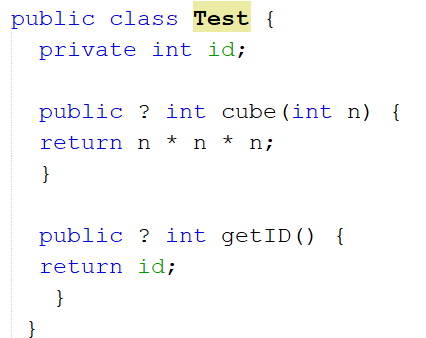 public class Test {
private int id;
public ? int cube(int n) {
return n * n * n;
}
public ? int getID() {
return id;
}
}